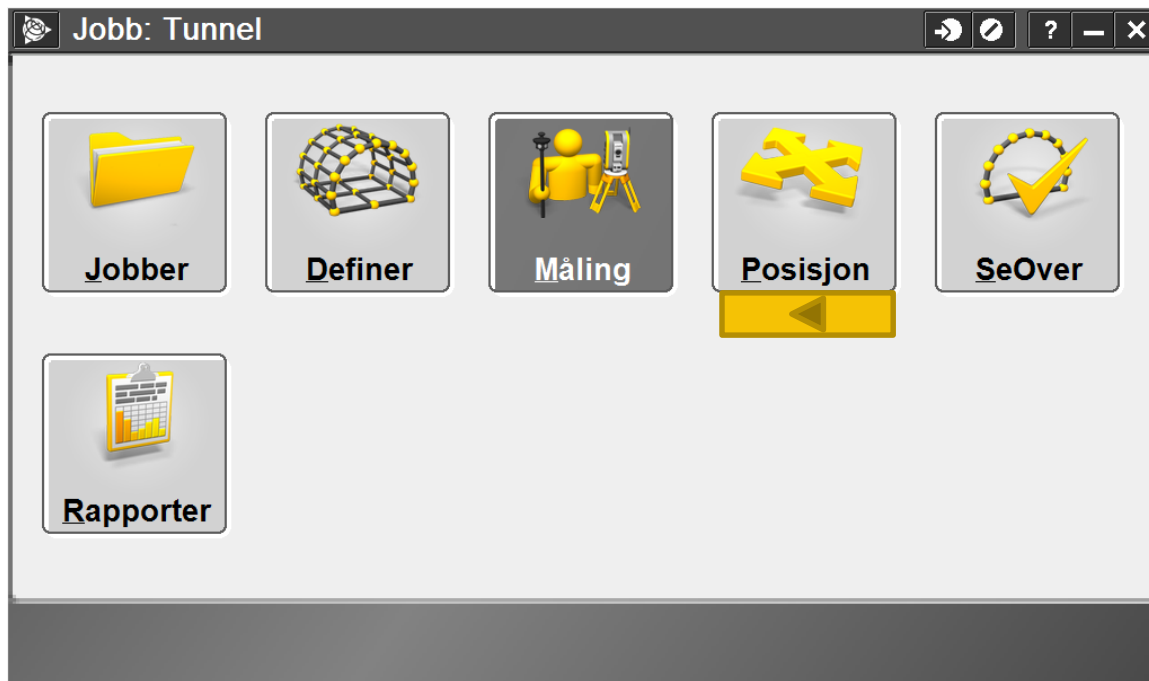 Jobb: Tunnel
?
Jobber
Definer
Måling
Posisjon
SeOver
Rapporter